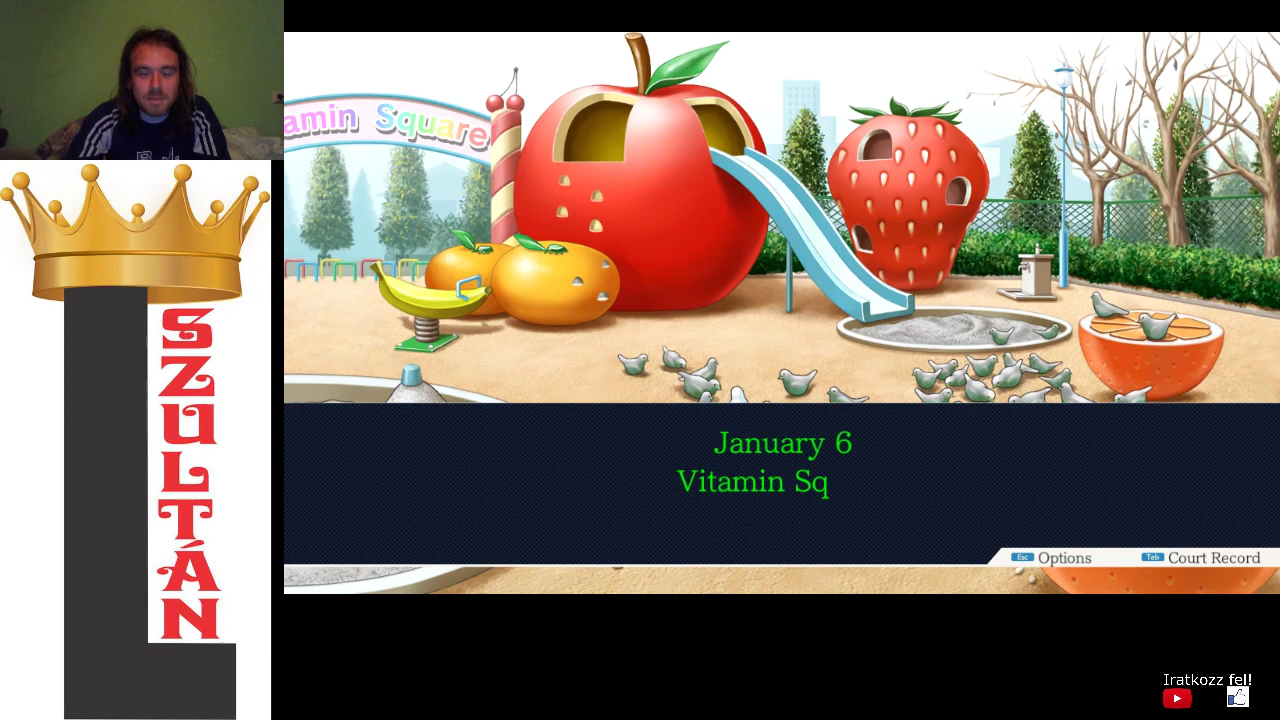 SZULTÁN
amin Square
January 6
Vitamin Sq
Esc Options
Tab Court Record
Iratkozz fel!